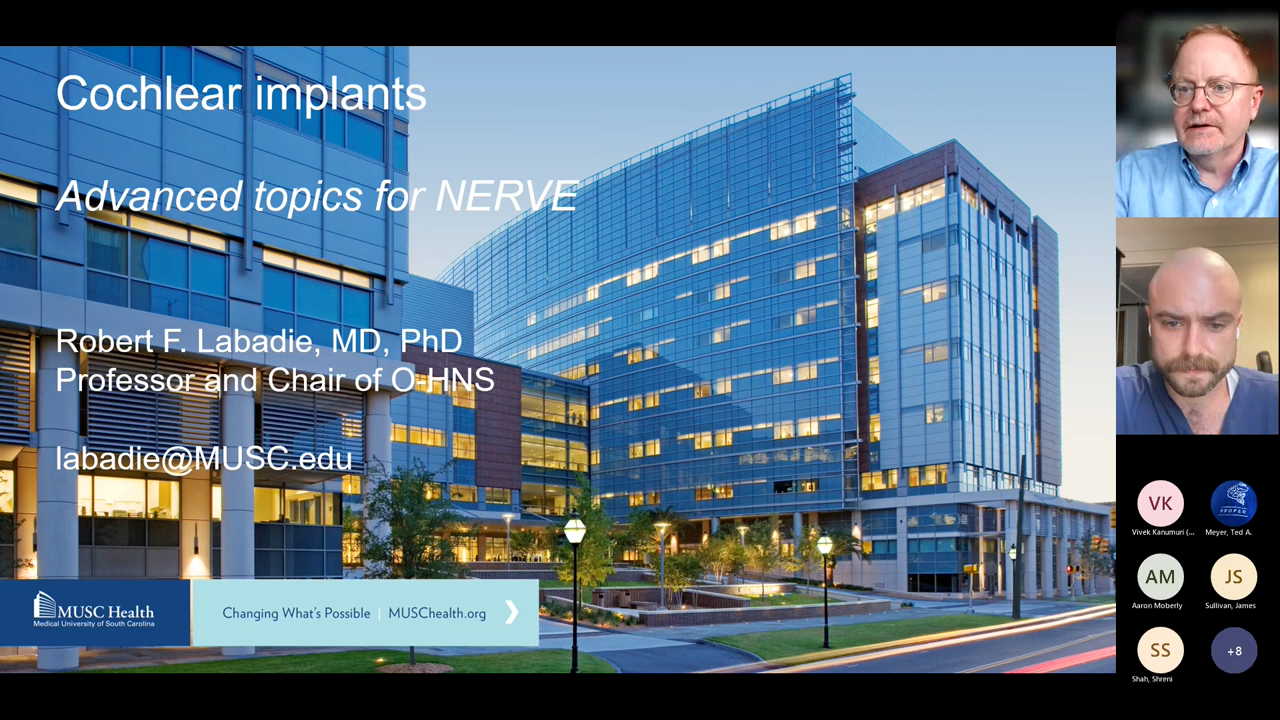 Cochlear implants
Advanced topics for NERVE
Robert F. Labadie, MD, PhD
Professor and Chair of O-HNS
labadie@MUSC.edu
MUSC Health
Medical University of South Carolina
Changing What's Possible | MUSChealth.org
VK
Vivek Kanumuri (...
Meyer, Ted A.
AM
Aaron Moberly
JS
Sullivan, James
SS
Shah, Shreni
+8